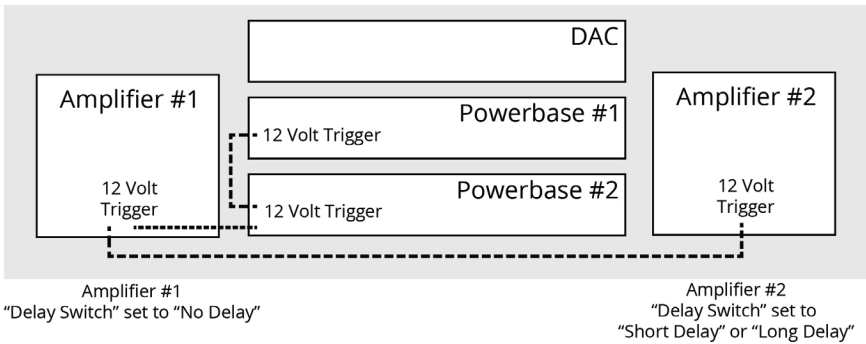 DAC
Amplifier #1
Powerbase #1
12 Volt Trigger
Amplifier #2
Powerbase #2
12 Volt Trigger
12 Volt
Trigger
12 Volt
Trigger
Amplifier #1
“Delay Switch” set to “No Delay”
Amplifier #2
“Delay Switch” set to
“Short Delay” or “Long Delay”